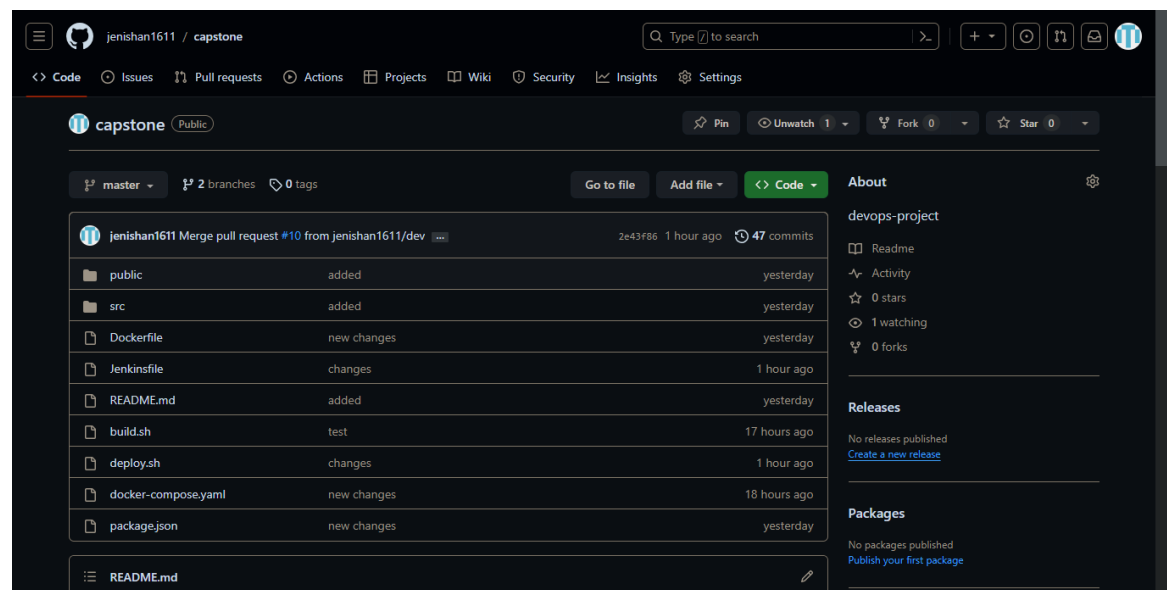 jenishan1611 / capstone
Type / to search
Code Issues Pull requests Actions Projects Wiki Security Insights Settings
capstone Public
Pin Unwatch 1 Fork 0 Star 0
master 2 branches 0 tags Go to file Add file Code
jenishan1611 Merge pull request #10 from jenishan1611/dev ... 2e43f86 1 hour ago 47 commits
public added yesterday
src added yesterday
Dockerfile new changes yesterday
Jenkinsfile changes 1 hour ago
README.md added yesterday
build.sh test 17 hours ago
deploy.sh changes 1 hour ago
docker-compose.yaml new changes 18 hours ago
package.json new changes yesterday
README.md
About
devops-project
Readme
Activity
0 stars
1 watching
0 forks
Releases
No releases published
Create a new release
Packages
No packages published
Publish your first package